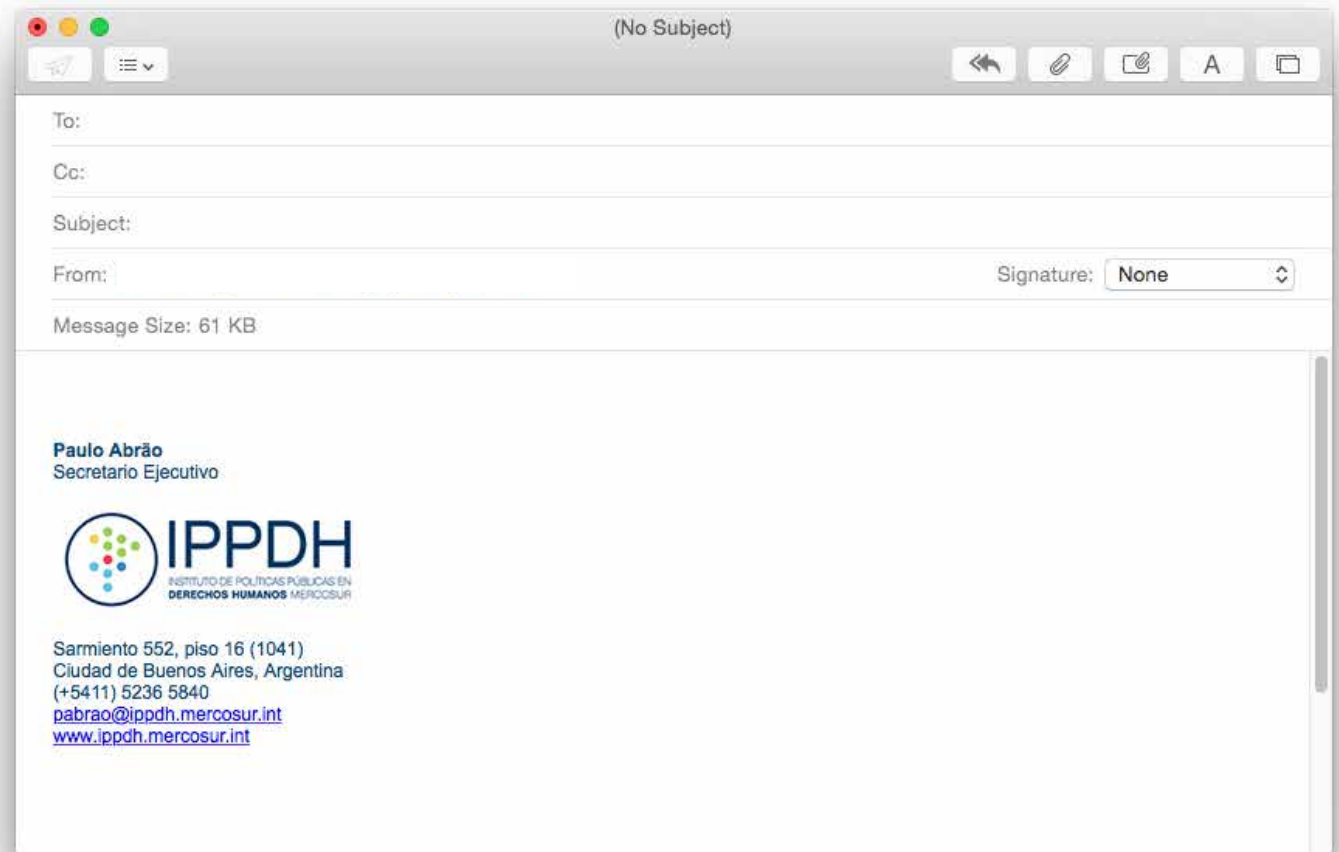 (No Subject)
A
To:
Cc:
Subject:
From:
Signature: None
Message Size: 61 KB
Paulo Abrão
Secretario Ejecutivo
IPPDH
INSTITUTO DE POLÍTICAS PÚBLICAS EN
DERECHOS HUMANOS MERCOSUR
Sarmiento 552, piso 16 (1041)
Ciudad de Buenos Aires, Argentina
(+5411) 5236 5840
pabrao@ippdh.mercosur.int
www.ippdh.mercosur.int